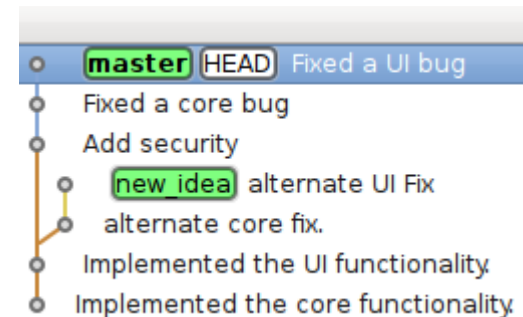 master HEAD Fixed a UI bug
Fixed a core bug
Add security
new_idea alternate UI Fix
alternate core fix.
Implemented the UI functionality.
Implemented the core functionality.